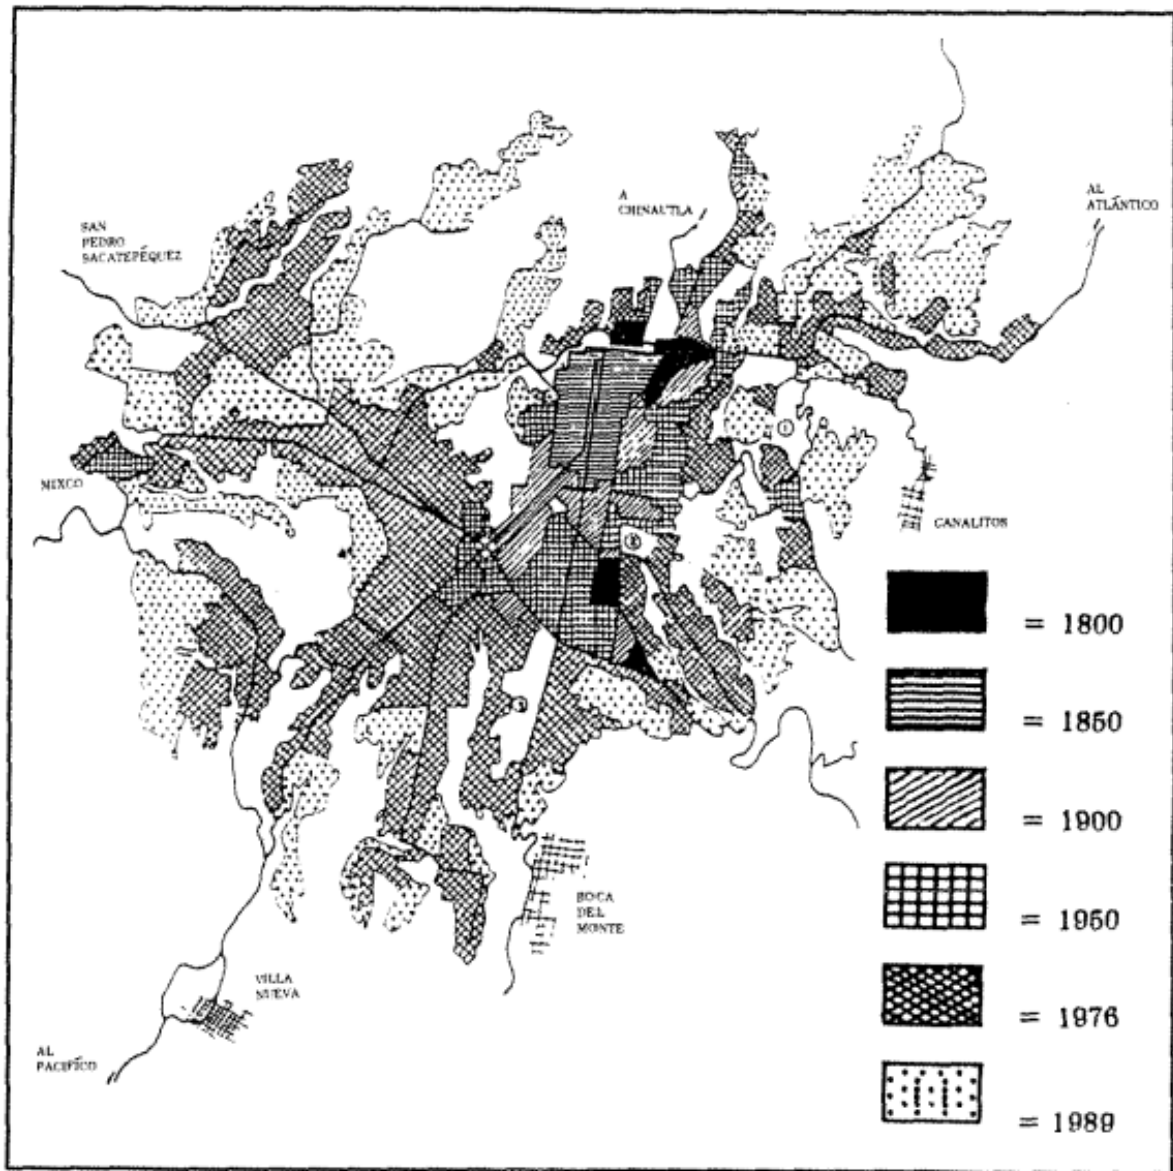 A
CHINAUTLA
AL
ATLÁNTICO
SAN
PEDRO
SACATEPÉQUEZ
MIXCO
CANALITOS
= 1800
= 1850
= 1900
= 1950
= 1976
= 1989
BOCA
DEL
MONTE
VILLA
NUEVA
AL
PACIFÍCO